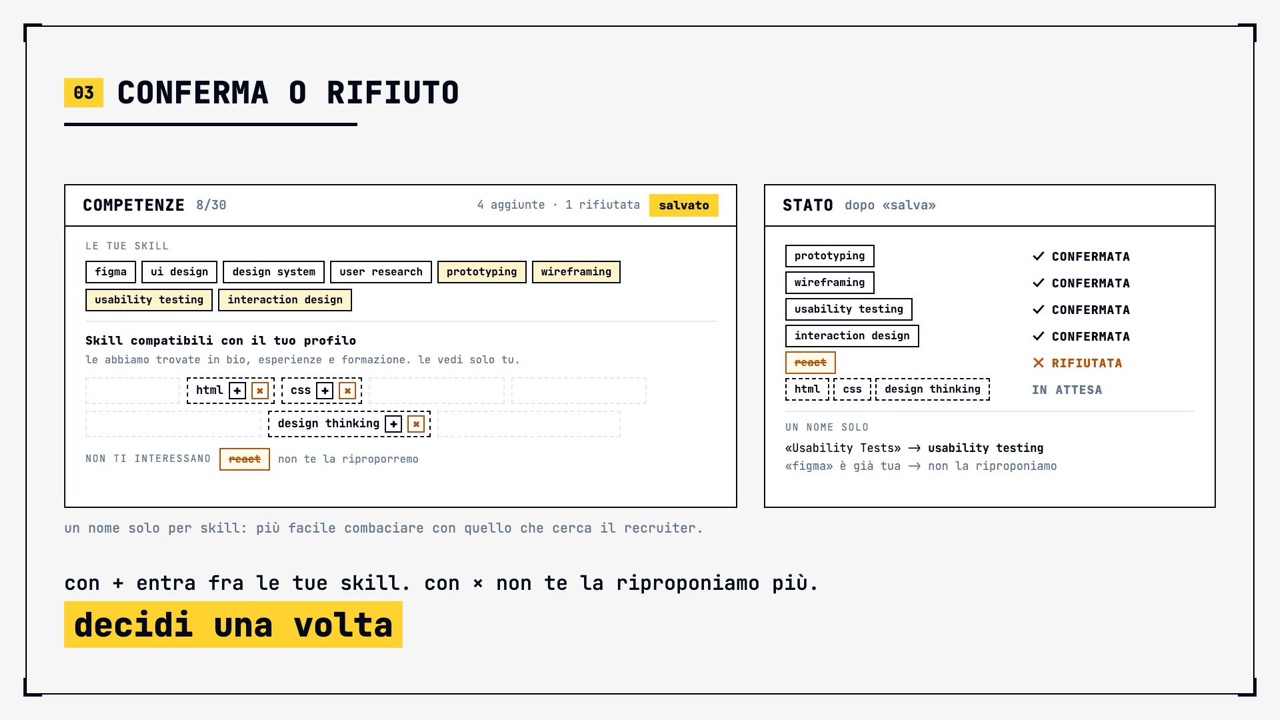 03 CONFERMA O RIFIUTO
COMPETENZE 8/30 4 aggiunte · 1 rifiutata salvato
LE TUE SKILL
figma ui design design system user research prototyping wireframing
usability testing interaction design
Skill compatibili con il tuo profilo
le abbiamo trovate in bio, esperienze e formazione. le vedi solo tu.
html + × css + ×
design thinking + ×
NON TI INTERESSANO react non te la riproporremo
STATO dopo «salva»
prototyping ✓ CONFERMATA
wireframing ✓ CONFERMATA
usability testing ✓ CONFERMATA
interaction design ✓ CONFERMATA
react × RIFIUTATA
html css design thinking IN ATTESA
UN NOME SOLO
«Usability Tests» → usability testing
«figma» è già tua → non la riproponiamo
un nome solo per skill: più facile combaciare con quello che cerca il recruiter.
con + entra fra le tue skill. con × non te la riproponiamo più.
decidi una volta